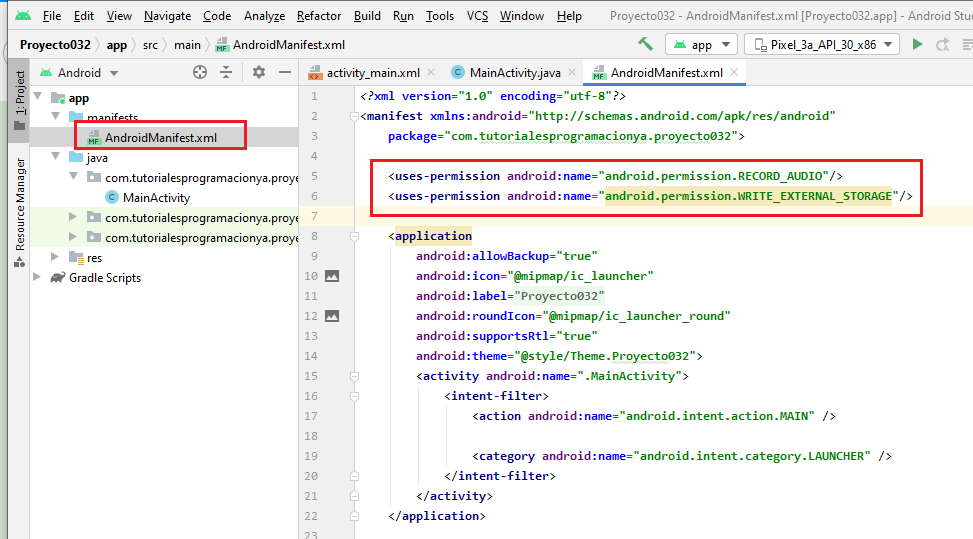 File Edit View Navigate Code Analyze Refactor Build Run Tools VCS Window Help Proyecto032 - AndroidManifest.xml [Proyecto032.app] - Android Stu
Proyecto032 app src main AndroidManifest.xml app Pixel_3a_API_30_x86
Android activity_main.xml MainActivity.java AndroidManifest.xml
1: Project
Resource Manager
app
manifests
AndroidManifest.xml
java
com.tutorialesprogramacionya.proye
MainActivity
com.tutorialesprogramacionya.proye
com.tutorialesprogramacionya.proye
res
Gradle Scripts
1 <?xml version="1.0" encoding="utf-8"?>
2 <manifest xmlns:android="http://schemas.android.com/apk/res/android"
3 package="com.tutorialesprogramacionya.proyecto032">
4
5 <uses-permission android:name="android.permission.RECORD_AUDIO"/>
6 <uses-permission android:name="android.permission.WRITE_EXTERNAL_STORAGE"/>
7
8 <application
9 android:allowBackup="true"
10 android:icon="@mipmap/ic_launcher"
11 android:label="Proyecto032"
12 android:roundIcon="@mipmap/ic_launcher_round"
13 android:supportsRtl="true"
14 android:theme="@style/Theme.Proyecto032">
15 <activity android:name=".MainActivity">
16 <intent-filter>
17 <action android:name="android.intent.action.MAIN" />
18
19 <category android:name="android.intent.category.LAUNCHER" />
20 </intent-filter>
21 </activity>
22 </application>
23